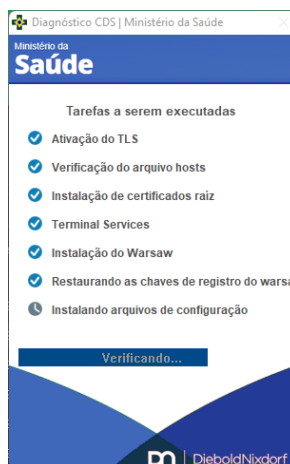 Diagnóstico CDS | Ministério da Saúde
Ministério da
Saúde
Tarefas a serem executadas
Ativação do TLS
Verificação do arquivo hosts
Instalação de certificados raíz
Terminal Services
Instalação do Warsaw
Restaurando as chaves de registro do warsa
Instalando arquivos de configuração
Verificando...
DieboldNixdorf